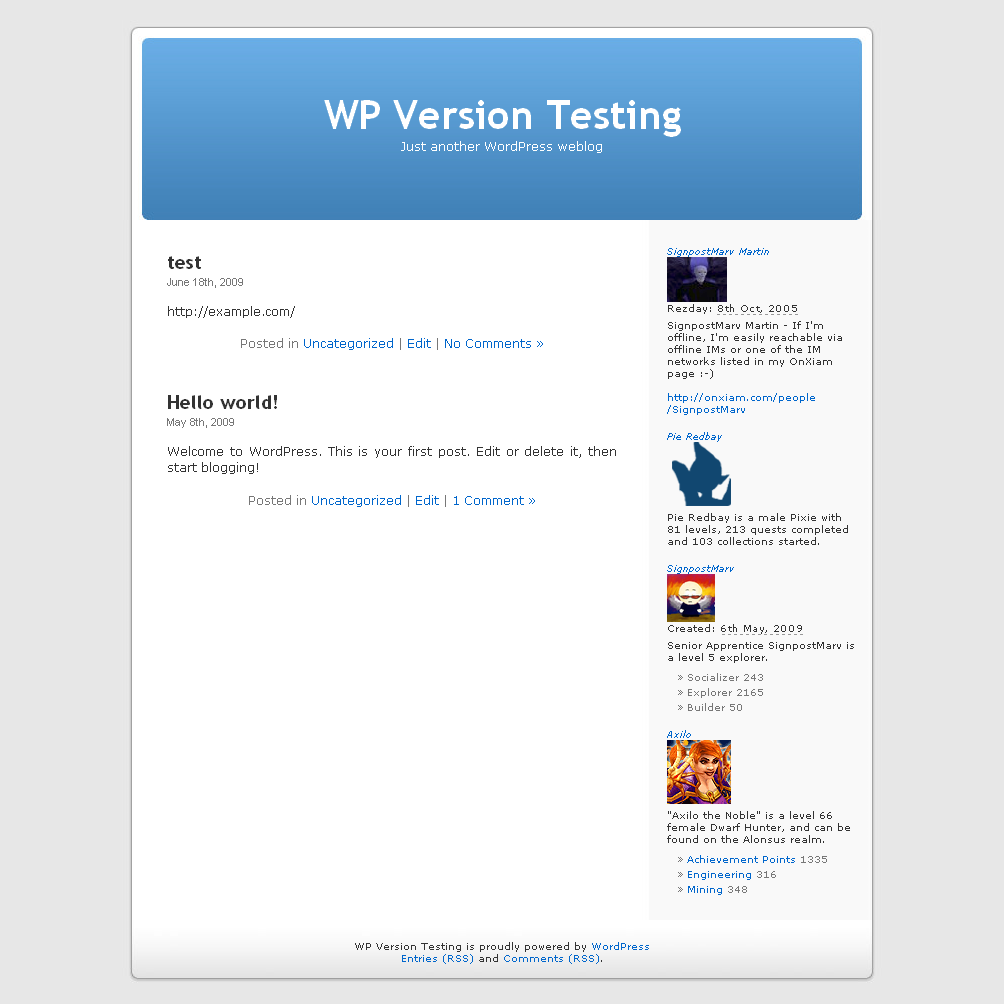 WP Version Testing
Just another WordPress weblog
test
June 18th, 2009
http://example.com/
Posted in Uncategorized | Edit | No Comments »
Hello world!
May 8th, 2009
Welcome to WordPress. This is your first post. Edit or delete it, then
start blogging!
Posted in Uncategorized | Edit | 1 Comment »
SignpostMarv Martin
Rezday: 8th Oct, 2005
SignpostMarv Martin - If I'm
offline, I'm easily reachable via
offline IMs or one of the IM
networks listed in my OnXiam
page :-)
http://onxiam.com/people
/SignpostMarv
Pie Redbay
Pie Redbay is a male Pixie with
81 levels, 213 quests completed
and 103 collections started.
SignpostMarv
Created: 6th May, 2009
Senior Apprentice SignpostMarv is
a level 5 explorer.
» Socializer 243
» Explorer 2165
» Builder 50
Axilo
"Axilo the Noble" is a level 66
female Dwarf Hunter, and can be
found on the Alonsus realm.
» Achievement Points 1335
» Engineering 316
» Mining 348
WP Version Testing is proudly powered by WordPress
Entries (RSS) and Comments (RSS).